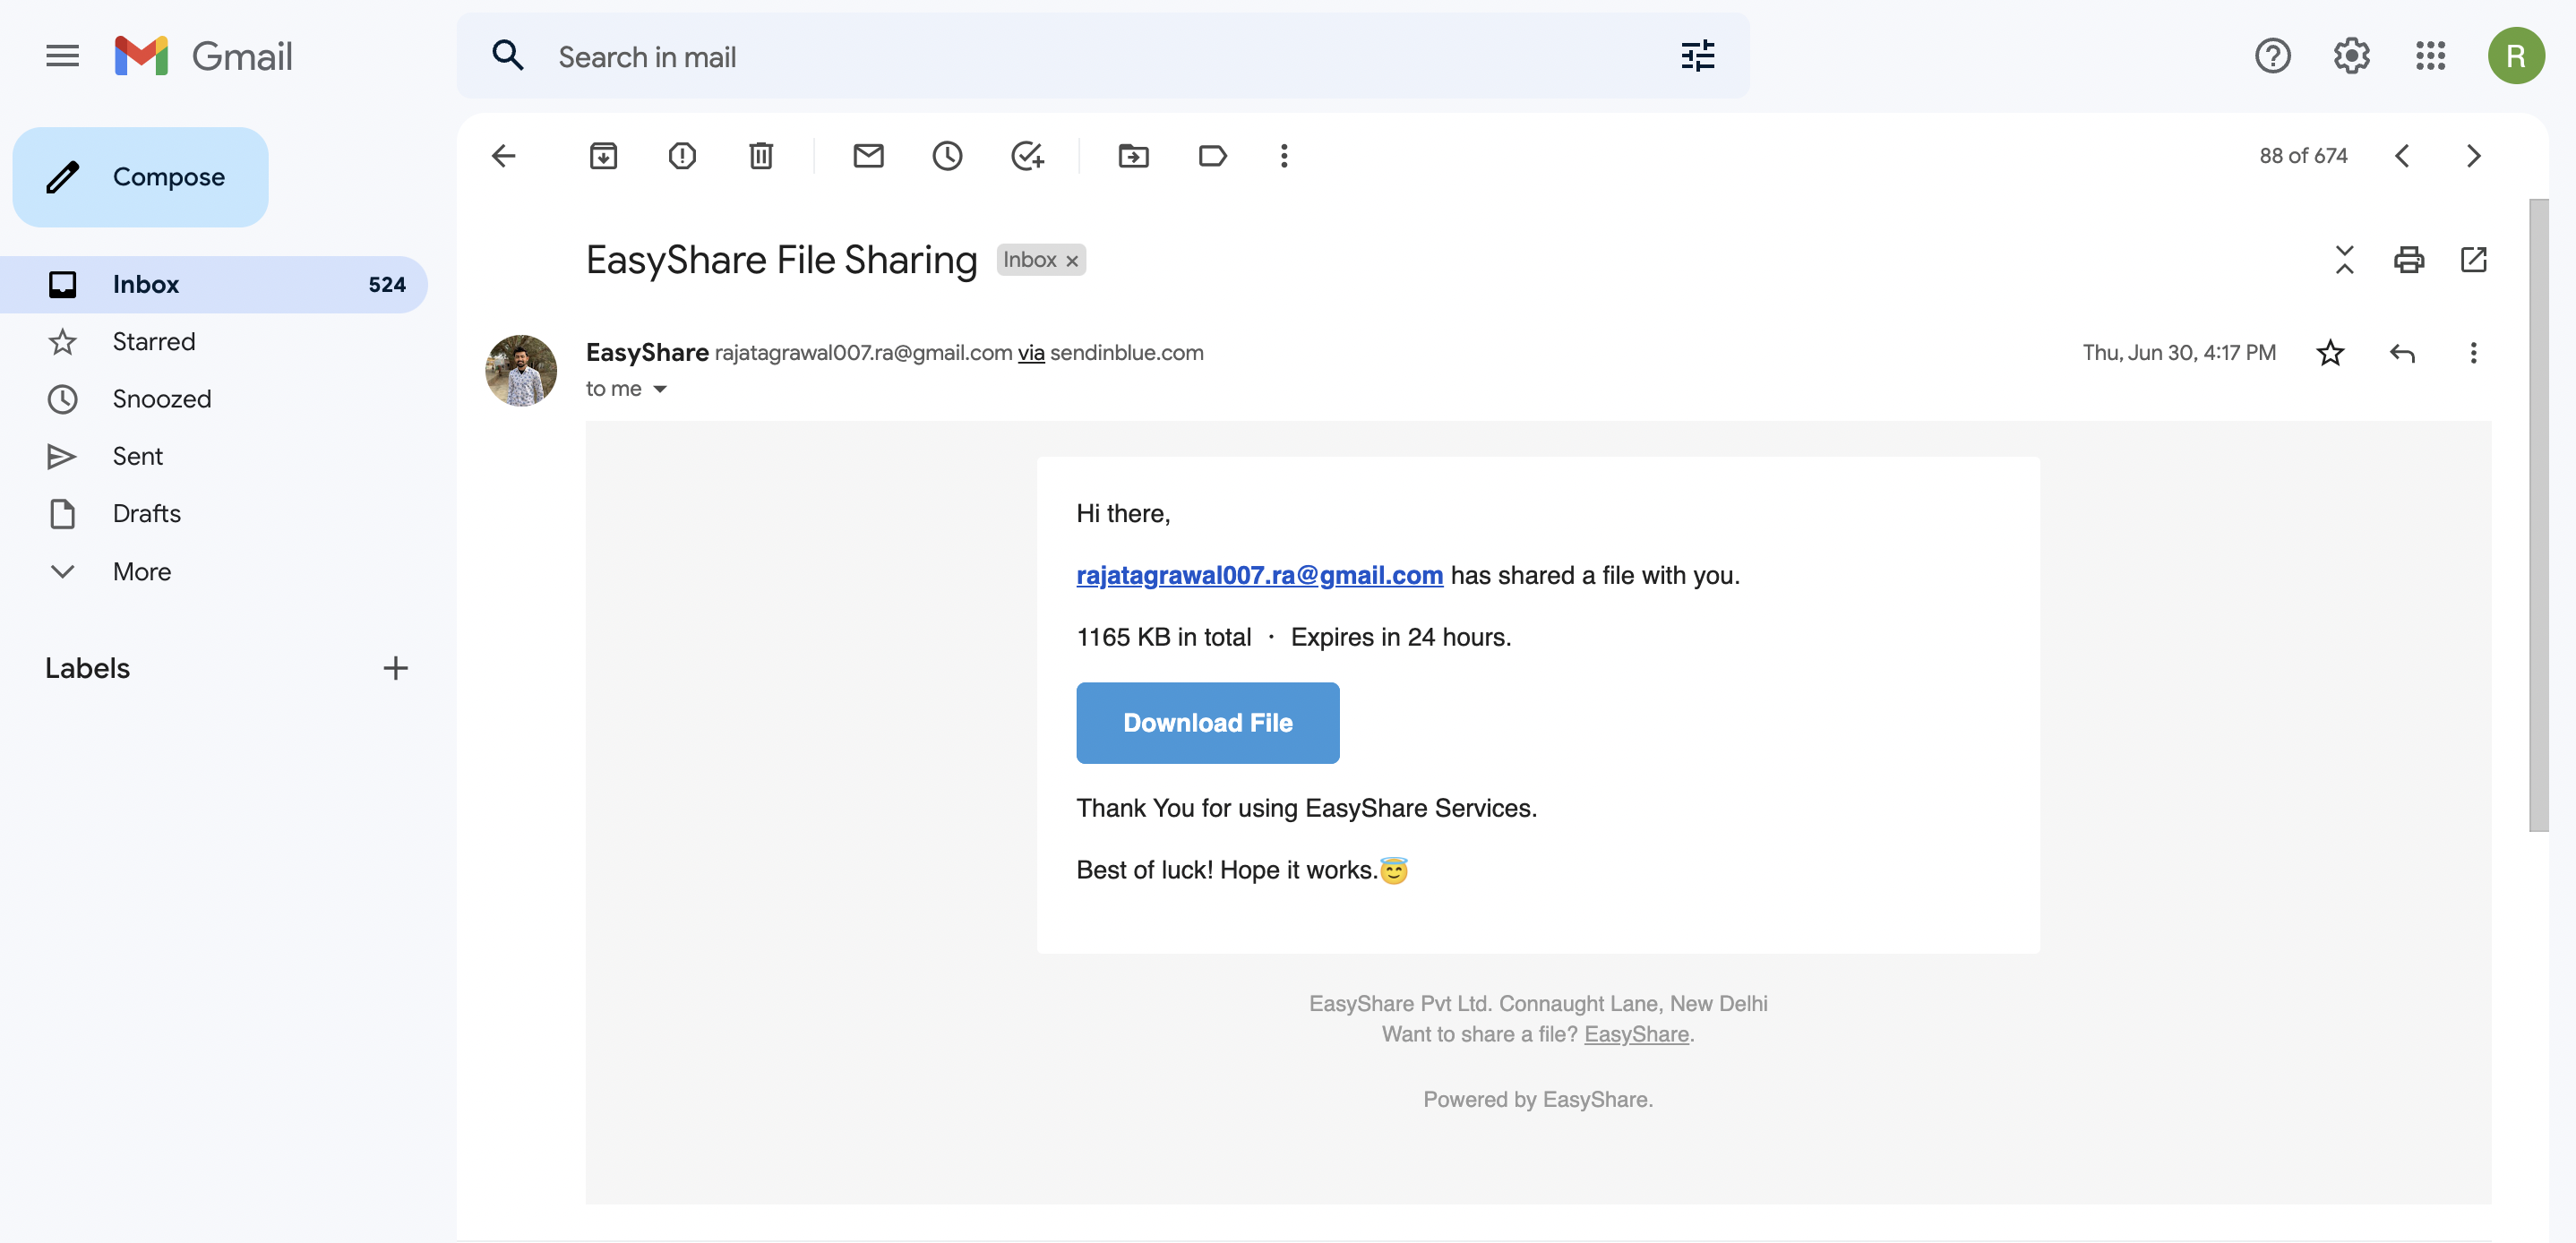 Gmail
Search in mail
R
Compose
88 of 674
Inbox 524
Starred
Snoozed
Sent
Drafts
More
Labels
EasyShare File Sharing Inbox x
EasyShare rajatagrawal007.ra@gmail.com via sendinblue.com
Thu, Jun 30, 4:17 PM
to me
Hi there,
rajatagrawal007.ra@gmail.com has shared a file with you.
1165 KB in total · Expires in 24 hours.
Download File
Thank You for using EasyShare Services.
Best of luck! Hope it works.😇
EasyShare Pvt Ltd. Connaught Lane, New Delhi
Want to share a file? EasyShare.
Powered by EasyShare.